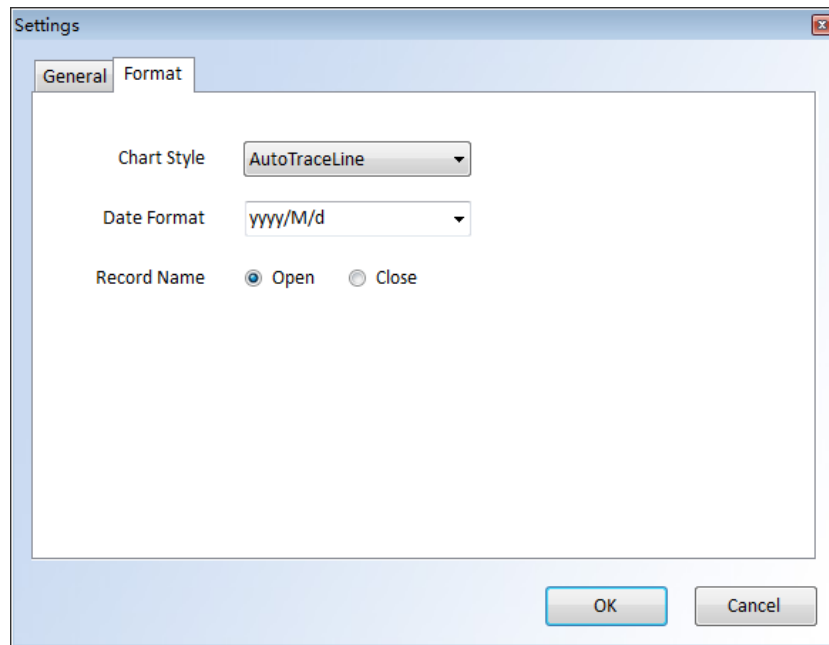 Settings
General Format
Chart Style AutoTraceLine
Date Format yyyy/M/d
Record Name Open Close
OK Cancel